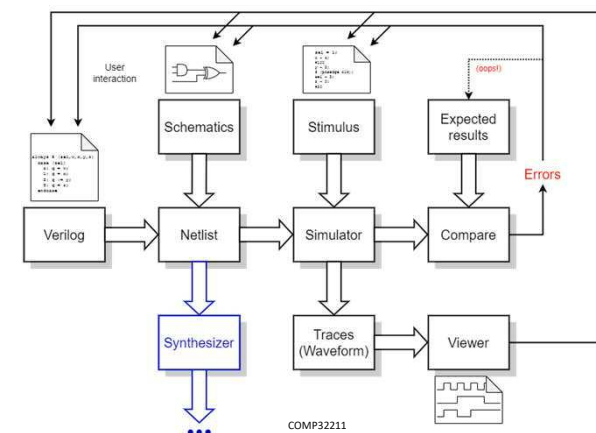 User
interaction
(oops!)
Schematics
Stimulus
Expected
results
Errors
Verilog
Netlist
Simulator
Compare
Synthesizer
Traces
(Waveform)
Viewer
COMP32211